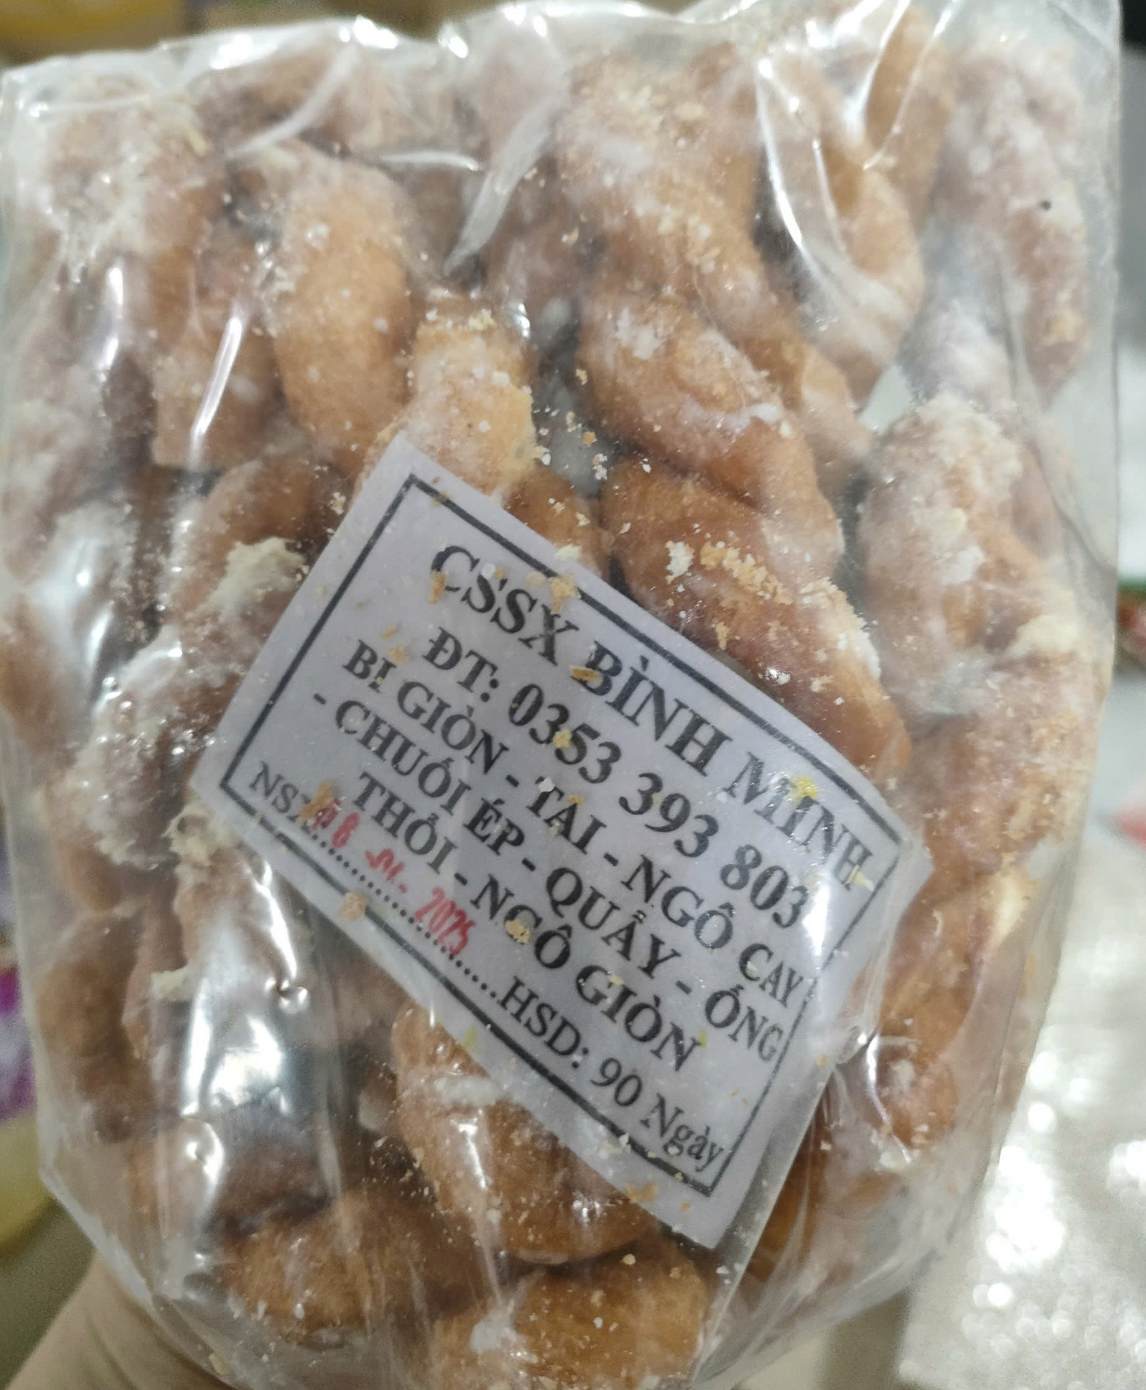 CSSX BÌNH MINH
ĐT: 0353 393 803
BI GIÒN - TAI - NGÔ CAY
- CHUỐI ÉP - QUẨY - ỐNG
THỔI - NGÔ GIÒN
NSX 2025 HSD: 90 Ngày